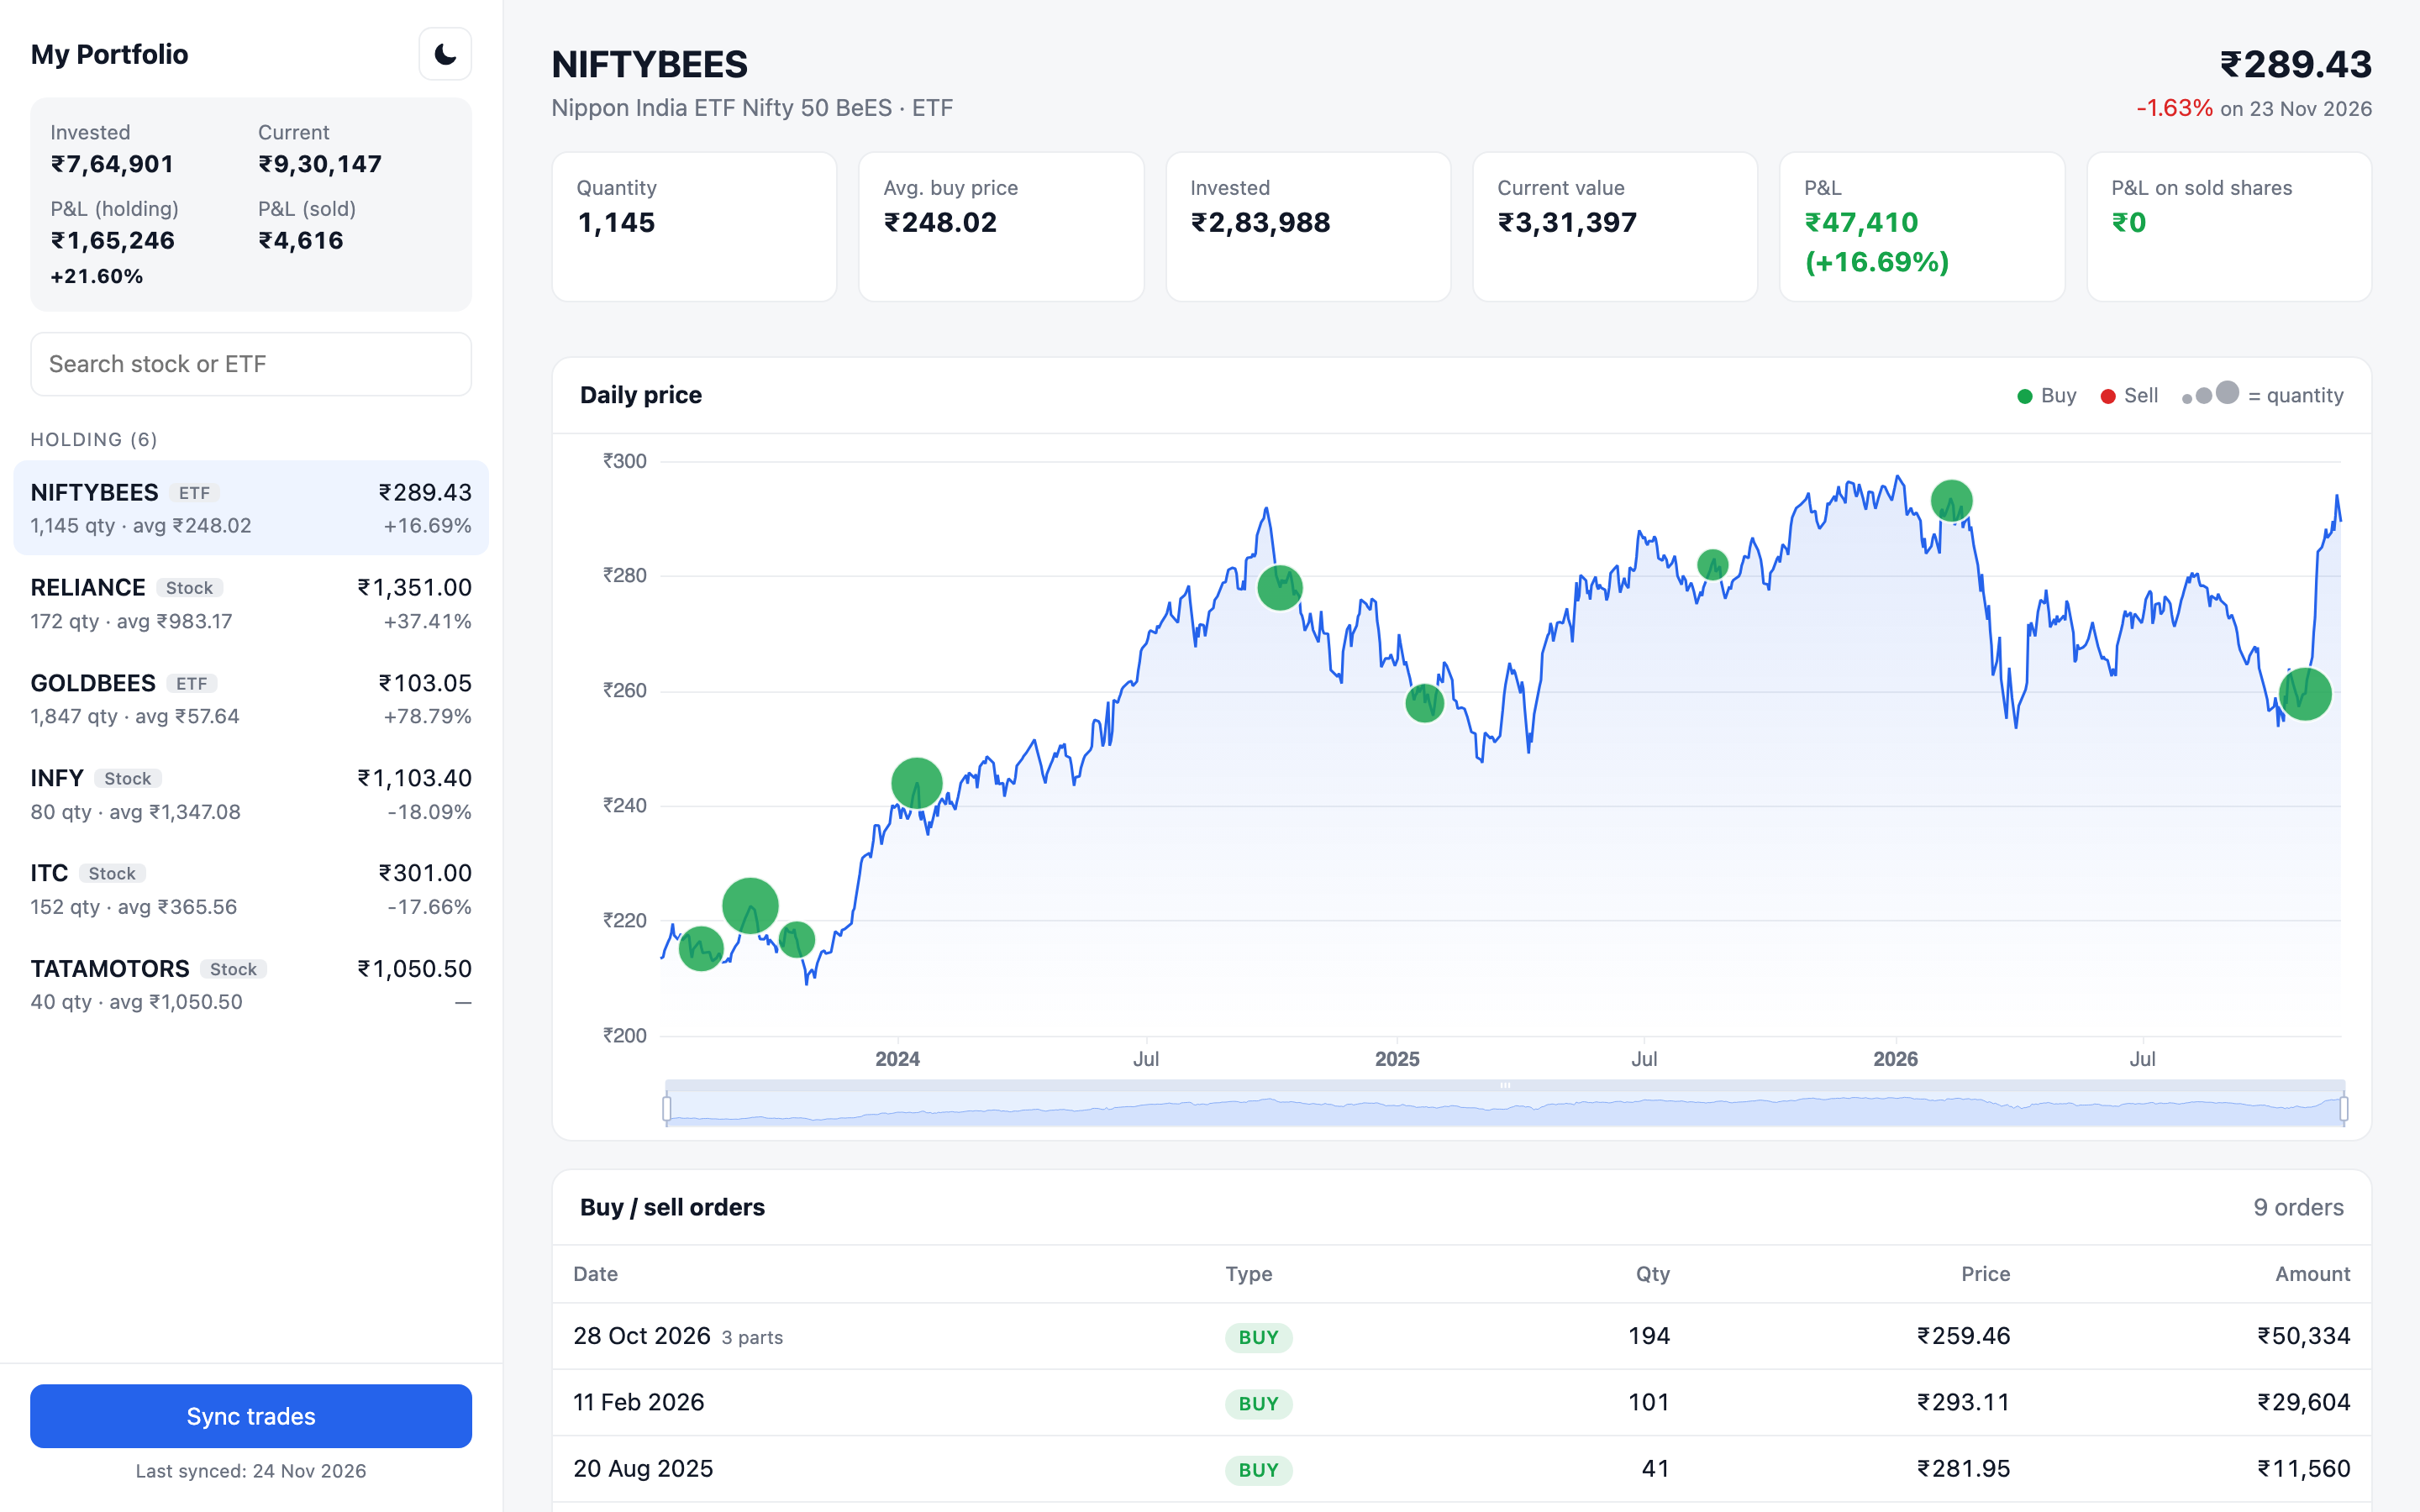 My Portfolio
Invested
₹7,64,901
Current
₹9,30,147
P&L (holding)
₹1,65,246
+21.60%
P&L (sold)
₹4,616
Search stock or ETF
HOLDING (6)
NIFTYBEES ETF ₹289.43
1,145 qty · avg ₹248.02 +16.69%
RELIANCE Stock ₹1,351.00
172 qty · avg ₹983.17 +37.41%
GOLDBEES ETF ₹103.05
1,847 qty · avg ₹57.64 +78.79%
INFY Stock ₹1,103.40
80 qty · avg ₹1,347.08 -18.09%
ITC Stock ₹301.00
152 qty · avg ₹365.56 -17.66%
TATAMOTORS Stock ₹1,050.50
40 qty · avg ₹1,050.50 —
Sync trades
Last synced: 24 Nov 2026
NIFTYBEES
Nippon India ETF Nifty 50 BeES · ETF
₹289.43
-1.63% on 23 Nov 2026
Quantity
1,145
Avg. buy price
₹248.02
Invested
₹2,83,988
Current value
₹3,31,397
P&L
₹47,410
(+16.69%)
P&L on sold shares
₹0
Daily price
Buy Sell = quantity
₹300
₹280
₹260
₹240
₹220
₹200
2024 Jul 2025 Jul 2026 Jul
Buy / sell orders 9 orders
Date Type Qty Price Amount
28 Oct 2026 3 parts BUY 194 ₹259.46 ₹50,334
11 Feb 2026 BUY 101 ₹293.11 ₹29,604
20 Aug 2025 BUY 41 ₹281.95 ₹11,560